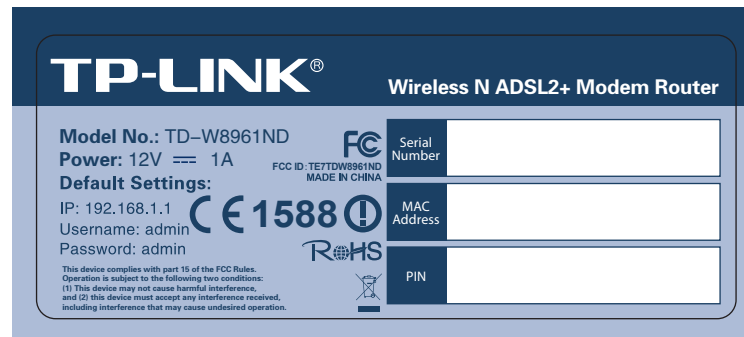 TP-LINK®
Wireless N ADSL2+ Modem Router
Model No.: TD-W8961ND
Power: 12V ⎓ 1A
Default Settings:
IP: 192.168.1.1
Username: admin
Password: admin
FC
FCC ID:TE7TDW8961ND
MADE IN CHINA
CE1588
RoHS
This device complies with part 15 of the FCC Rules.
Operation is subject to the following two conditions:
(1) This device may not cause harmful interference,
and (2) this device must accept any interference received,
including interference that may cause undesired operation.
Serial
Number
MAC
Address
PIN